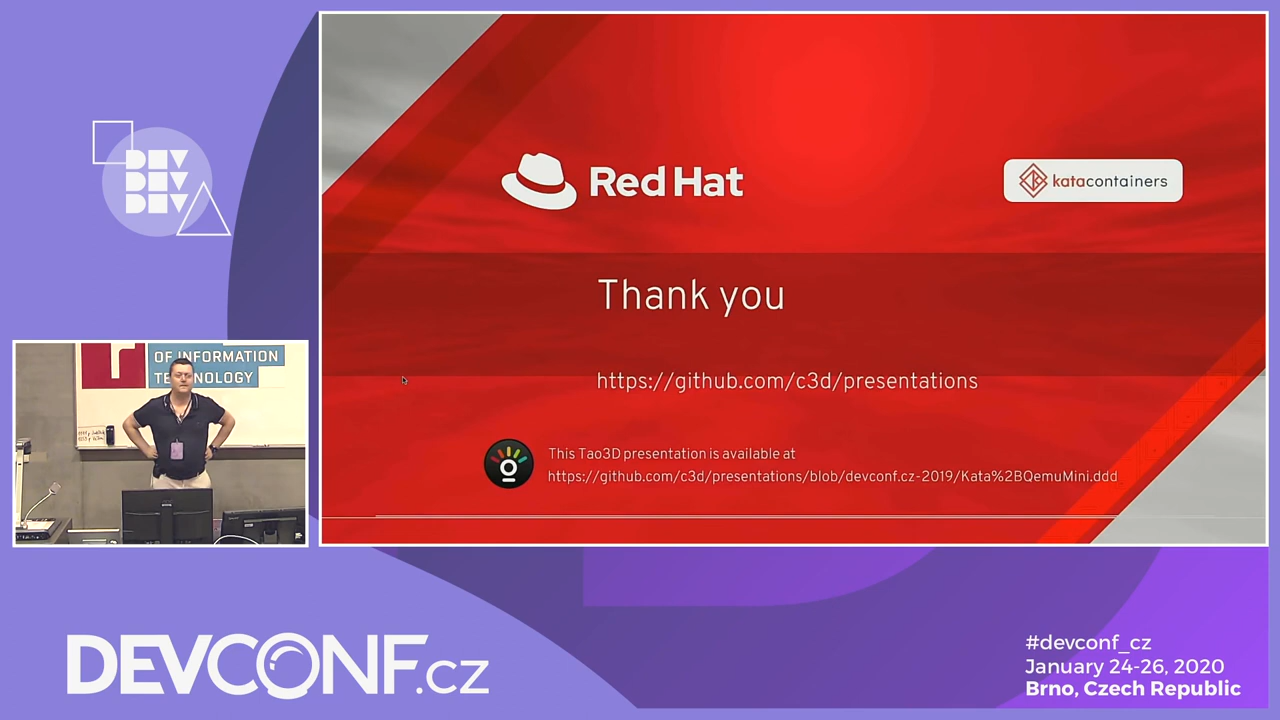 DEV
DEV
DEV
OF INFORMATION
TECHNOLOGY
Red Hat
katacontainers
Thank you
https://github.com/c3d/presentations
This Tao3D presentation is available at
https://github.com/c3d/presentations/blob/devconf.cz-2019/Kata%2BQemuMini.ddd
DEVCONF.cz
#devconf_cz
January 24-26, 2020
Brno, Czech Republic